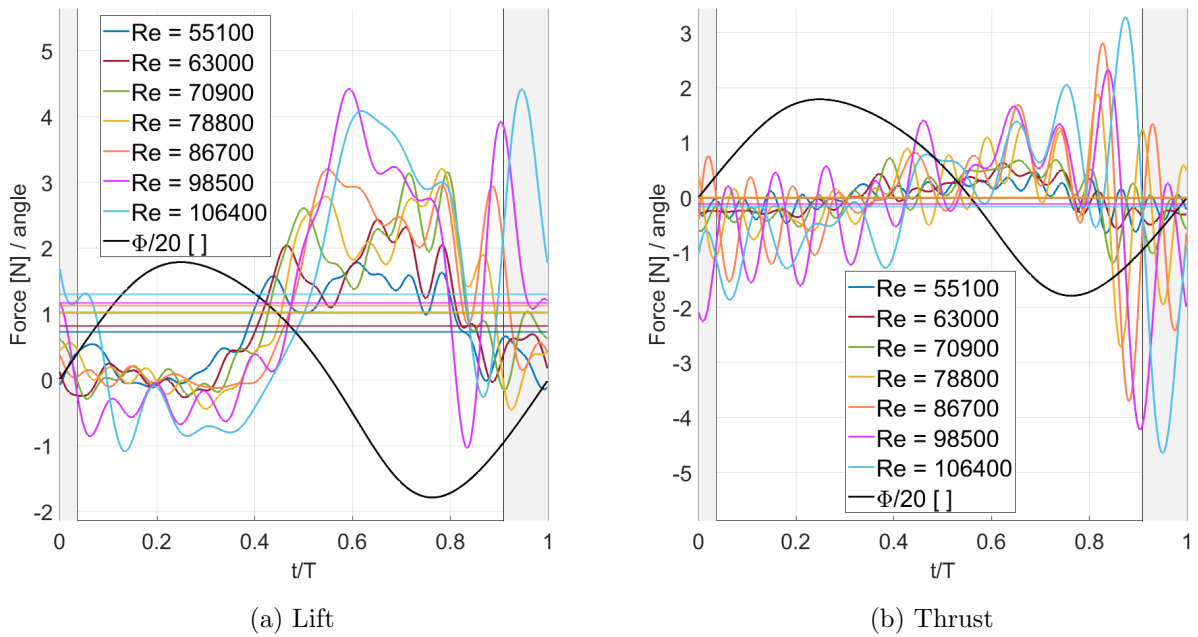 Force [N] / angle
5
4
3
2
1
0
-1
-2
Re = 55100
Re = 63000
Re = 70900
Re = 78800
Re = 86700
Re = 98500
Re = 106400
Φ/20 [ ]
0
0.2
0.4
0.6
0.8
1
t/T
(a) Lift
Force [N] / angle
3
2
1
0
-1
-2
-3
-4
-5
Re = 55100
Re = 63000
Re = 70900
Re = 78800
Re = 86700
Re = 98500
Re = 106400
Φ/20 [ ]
0
0.2
0.4
0.6
0.8
1
t/T
(b) Thrust